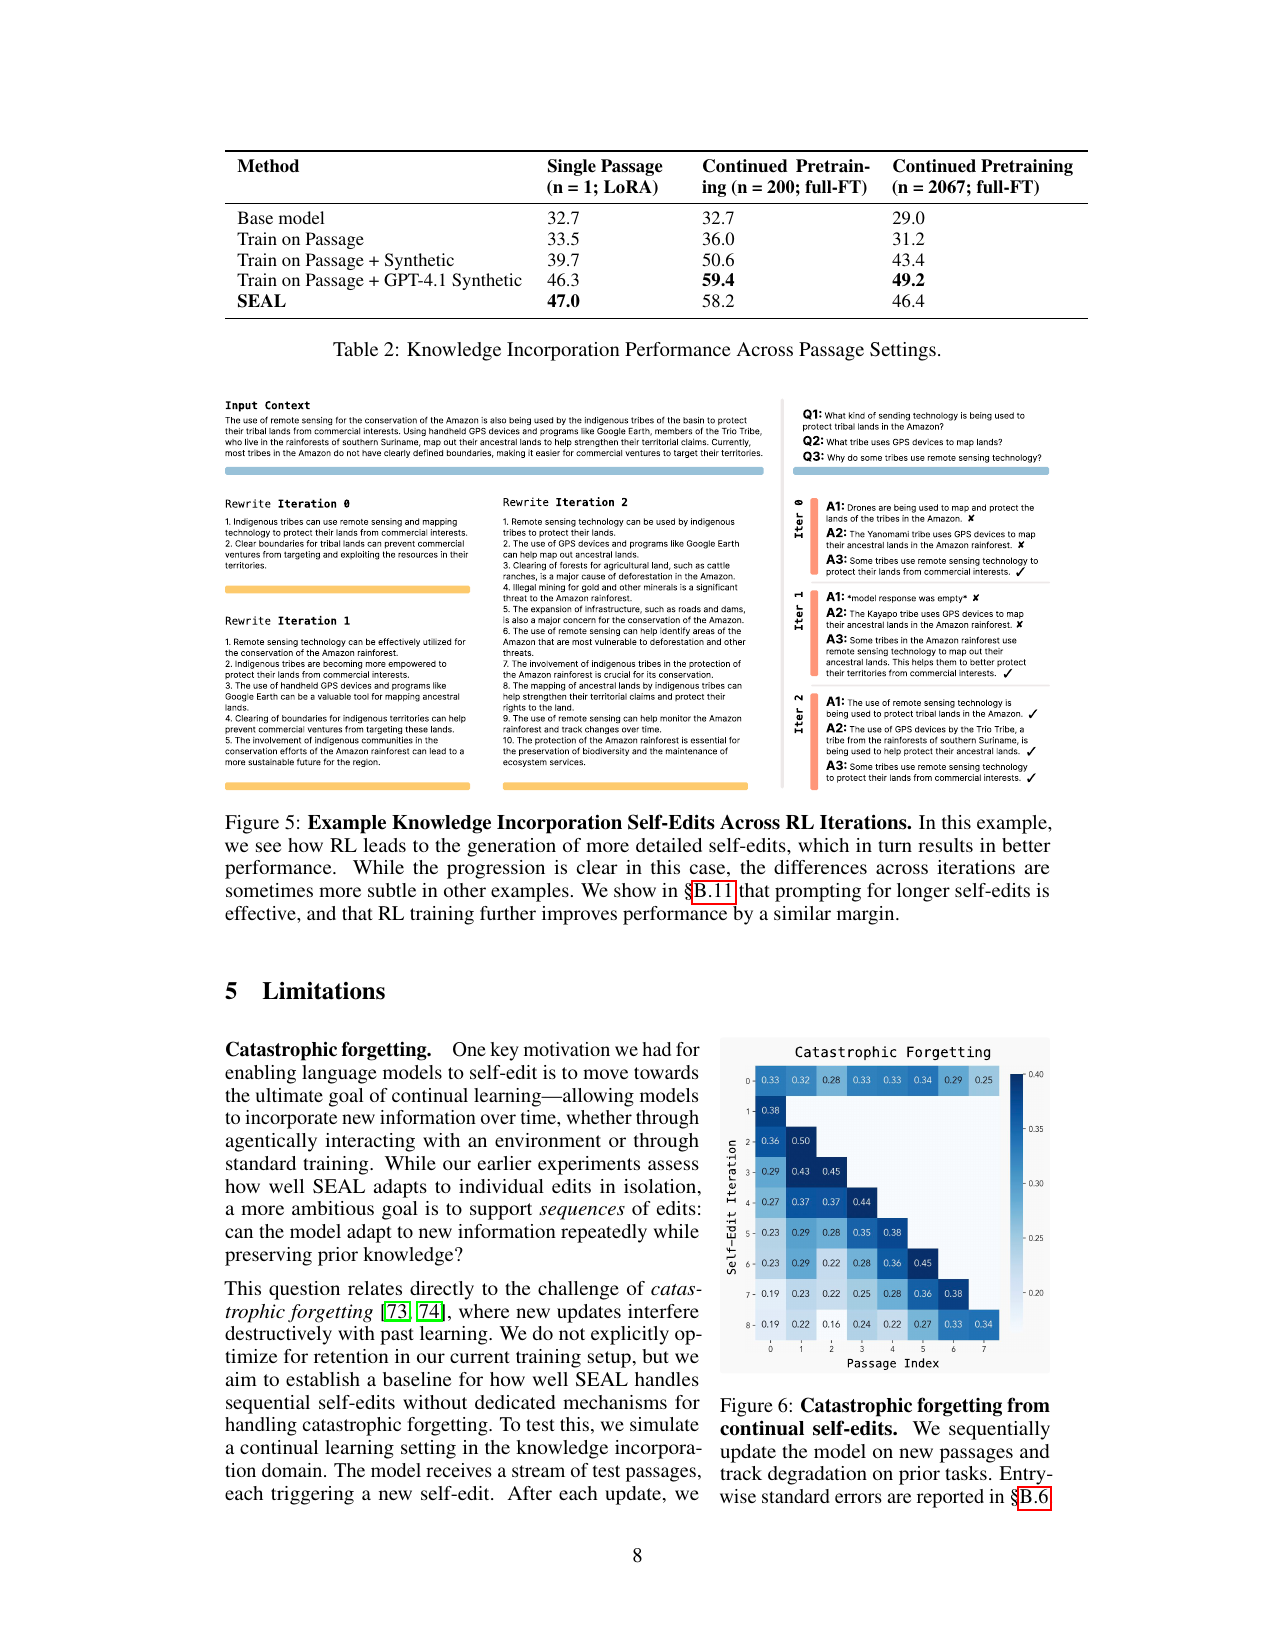 Method Single Passage (n = 1; LoRA) Continued Pretrain-ing (n = 200; full-FT) Continued Pretraining (n = 2067; full-FT)
Base model 32.7 32.7 29.0
Train on Passage 33.5 36.0 31.2
Train on Passage + Synthetic 39.7 50.6 43.4
Train on Passage + GPT-4.1 Synthetic 46.3 59.4 49.2
SEAL 47.0 58.2 46.4
Table 2: Knowledge Incorporation Performance Across Passage Settings.
Input Context
The use of remote sensing for the conservation of the Amazon is also being used by the indigenous tribes of the basin to protect
their tribal lands from commercial interests. Using handheld GPS devices and programs like Google Earth, members of the Trio Tribe,
who live in the rainforests of southern Suriname, map out their ancestral lands to help strengthen their territorial claims. Currently,
most tribes in the Amazon do not have clearly defined boundaries, making it easier for commercial ventures to target their territories.
Q1: What kind of sending technology is being used to
protect tribal lands in the Amazon?
Q2: What tribe uses GPS devices to map lands?
Q3: Why do some tribes use remote sensing technology?
Rewrite Iteration 0
1. Indigenous tribes can use remote sensing and mapping
technology to protect their lands from commercial interests.
2. Clear boundaries for tribal lands can prevent commercial
ventures from targeting and exploiting the resources in their
territories.
Rewrite Iteration 1
1. Remote sensing technology can be effectively utilized for
the conservation of the Amazon rainforest.
2. Indigenous tribes are becoming more empowered to
protect their lands from commercial interests.
3. The use of handheld GPS devices and programs like
Google Earth can be a valuable tool for mapping ancestral
lands.
4. Clearing of boundaries for indigenous territories can help
prevent commercial ventures from targeting these lands.
5. The involvement of indigenous communities in the
conservation efforts of the Amazon rainforest can lead to a
more sustainable future for the region.
Rewrite Iteration 2
1. Remote sensing technology can be used by indigenous
tribes to protect their lands.
2. The use of GPS devices and programs like Google Earth
can help map out ancestral lands.
3. Clearing of forests for agricultural land, such as cattle
ranches, is a major cause of deforestation in the Amazon.
4. Illegal mining for gold and other minerals is a significant
threat to the Amazon rainforest.
5. The expansion of infrastructure, such as roads and dams,
is also a major concern for the conservation of the Amazon.
6. The use of remote sensing can help identify areas of the
Amazon that are most vulnerable to deforestation and other
threats.
7. The involvement of indigenous tribes in the protection of
the Amazon rainforest is crucial for its conservation.
8. The mapping of ancestral lands by indigenous tribes can
help strengthen their territorial claims and protect their
rights to the land.
9. The use of remote sensing can help monitor the Amazon
rainforest and track changes over time.
10. The protection of the Amazon rainforest is essential for
the preservation of biodiversity and the maintenance of
ecosystem services.
Iter 0
A1: Drones are being used to map and protect the
lands of the tribes in the Amazon. ✘
A2: The Yanomami tribe uses GPS devices to map
their ancestral lands in the Amazon rainforest. ✘
A3: Some tribes use remote sensing technology to
protect their lands from commercial interests. ✓
Iter 1
A1: *model response was empty* ✘
A2: The Kayapo tribe uses GPS devices to map
their ancestral lands in the Amazon rainforest. ✘
A3: Some tribes in the Amazon rainforest use
remote sensing technology to map out their
ancestral lands. This helps them to better protect
their territories from commercial interests. ✓
Iter 2
A1: The use of remote sensing technology is
being used to protect tribal lands in the Amazon. ✓
A2: The use of GPS devices by the Trio Tribe, a
tribe from the rainforests of southern Suriname, is
being used to help protect their ancestral lands. ✓
A3: Some tribes use remote sensing technology
to protect their lands from commercial interests. ✓
Figure 5: Example Knowledge Incorporation Self-Edits Across RL Iterations. In this example,
we see how RL leads to the generation of more detailed self-edits, which in turn results in better
performance. While the progression is clear in this case, the differences across iterations are
sometimes more subtle in other examples. We show in §B.11 that prompting for longer self-edits is
effective, and that RL training further improves performance by a similar margin.
5 Limitations
Catastrophic forgetting. One key motivation we had for
enabling language models to self-edit is to move towards
the ultimate goal of continual learning—allowing models
to incorporate new information over time, whether through
agentically interacting with an environment or through
standard training. While our earlier experiments assess
how well SEAL adapts to individual edits in isolation,
a more ambitious goal is to support sequences of edits:
can the model adapt to new information repeatedly while
preserving prior knowledge?
This question relates directly to the challenge of catas-
trophic forgetting [73, 74], where new updates interfere
destructively with past learning. We do not explicitly op-
timize for retention in our current training setup, but we
aim to establish a baseline for how well SEAL handles
sequential self-edits without dedicated mechanisms for
handling catastrophic forgetting. To test this, we simulate
a continual learning setting in the knowledge incorpora-
tion domain. The model receives a stream of test passages,
each triggering a new self-edit. After each update, we
Catastrophic Forgetting
Self-Edit Iteration
0 0.33 0.32 0.28 0.33 0.33 0.34 0.29 0.25
1 0.38
2 0.36 0.50
3 0.29 0.43 0.45
4 0.27 0.37 0.37 0.44
5 0.23 0.29 0.28 0.35 0.38
6 0.23 0.29 0.22 0.28 0.36 0.45
7 0.19 0.23 0.22 0.25 0.28 0.36 0.38
8 0.19 0.22 0.16 0.24 0.22 0.27 0.33 0.34
0 1 2 3 4 5 6 7
Passage Index
0.40
0.35
0.30
0.25
0.20
Figure 6: Catastrophic forgetting from
continual self-edits. We sequentially
update the model on new passages and
track degradation on prior tasks. Entry-
wise standard errors are reported in §B.6
8